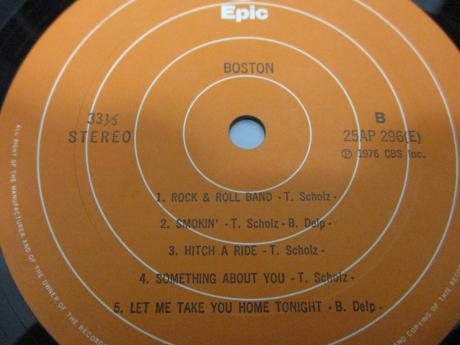 Epic
BOSTON
33⅓
STEREO
B
25AP 296(E)
Ⓟ 1976 CBS Inc.
1. ROCK & ROLL BAND - T. Scholz -
2. SMOKIN' - T. Scholz - B. Delp -
3. HITCH A RIDE - T. Scholz -
4. SOMETHING ABOUT YOU - T. Scholz -
5. LET ME TAKE YOU HOME TONIGHT - B. Delp -
ALL RIGHT OF THE MANUFACTURER AND OF THE OWNER OF THE RECORDED
AND COPYING OF THIS